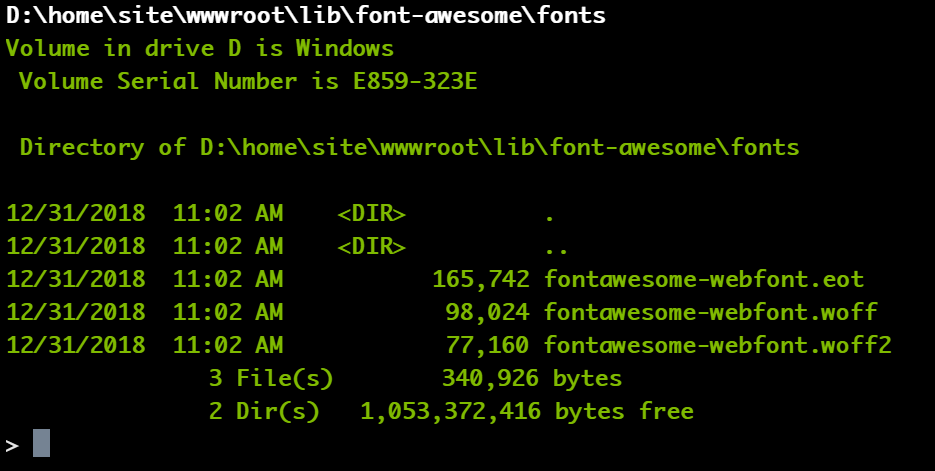 D:\home\site\wwwroot\lib\font-awesome\fonts
Volume in drive D is Windows
 Volume Serial Number is E859-323E

 Directory of D:\home\site\wwwroot\lib\font-awesome\fonts

12/31/2018  11:02 AM    <DIR>          .
12/31/2018  11:02 AM    <DIR>          ..
12/31/2018  11:02 AM           165,742 fontawesome-webfont.eot
12/31/2018  11:02 AM            98,024 fontawesome-webfont.woff
12/31/2018  11:02 AM            77,160 fontawesome-webfont.woff2
               3 File(s)        340,926 bytes
               2 Dir(s)   1,053,372,416 bytes free
>